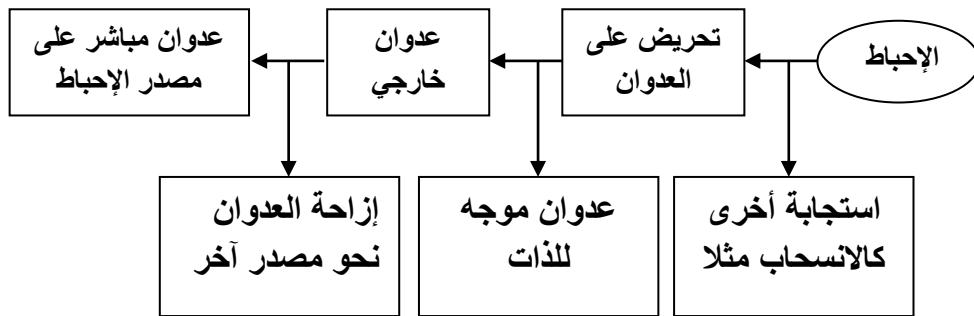 الإحباط
تحريض على
العدوان
عدوان
خارجي
عدوان مباشر على
مصدر الإحباط
استجابة أخرى
كالانسحاب مثلا
عدوان موجه
للذات
إزاحة العدوان
نحو مصدر آخر